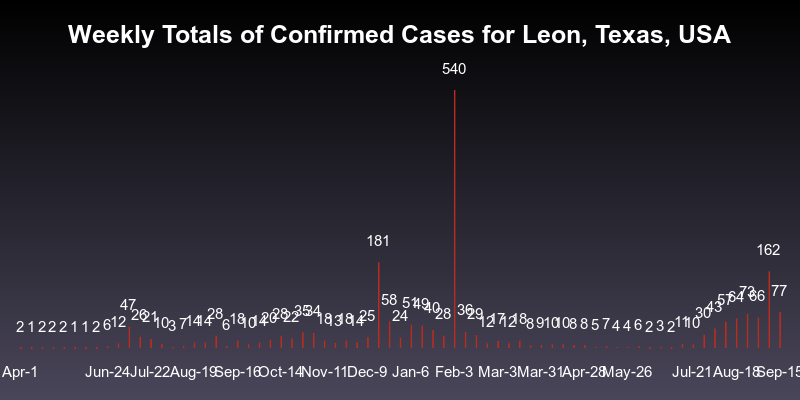 Weekly Totals of Confirmed Cases for Leon, Texas, USA
2 1 2 2 2 1 1 2 6 12 47 26 21 10 3 7 14 14 28 6 18 10 14 20 28 22 35 34 18 13 18 14 25 181 58 24 51 49 40 28 540 36 29 12 17 12 18 8 9 10 10 8 8 5 7 4 4 6 2 3 2 11 10 30 43 57 64 73 66 162 77
Apr-1 Jun-24 Jul-22 Aug-19 Sep-16 Oct-14 Nov-11 Dec-9 Jan-6 Feb-3 Mar-3 Mar-31 Apr-28 May-26 Jul-21 Aug-18 Sep-15